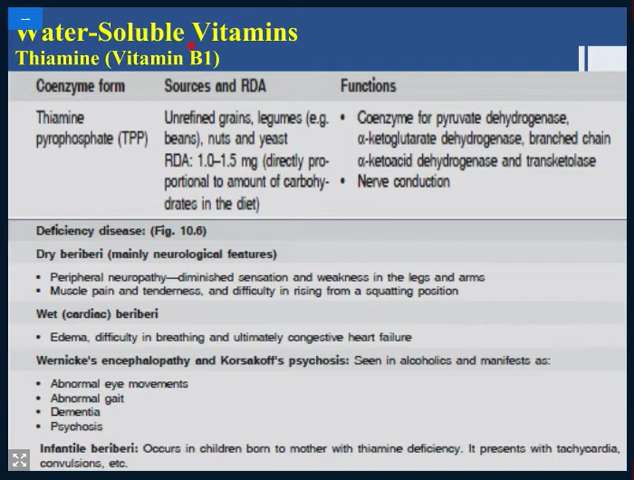 Water-Soluble Vitamins
Thiamine (Vitamin B1)
Coenzyme form Sources and RDA Functions
Thiamine
pyrophosphate (TPP)
Unrefined grains, legumes (e.g.
beans), nuts and yeast
RDA: 1.0–1.5 mg (directly pro-
portional to amount of carbohy-
drates in the diet)
• Coenzyme for pyruvate dehydrogenase,
α-ketoglutarate dehydrogenase, branched chain
α-ketoacid dehydrogenase and transketolase
• Nerve conduction
Deficiency disease: (Fig. 10.6)
Dry beriberi (mainly neurological features)
• Peripheral neuropathy—diminished sensation and weakness in the legs and arms
• Muscle pain and tenderness, and difficulty in rising from a squatting position
Wet (cardiac) beriberi
• Edema, difficulty in breathing and ultimately congestive heart failure
Wernicke's encephalopathy and Korsakoff's psychosis: Seen in alcoholics and manifests as:
• Abnormal eye movements
• Abnormal gait
• Dementia
• Psychosis
Infantile beriberi: Occurs in children born to mother with thiamine deficiency. It presents with tachycardia,
convulsions, etc.